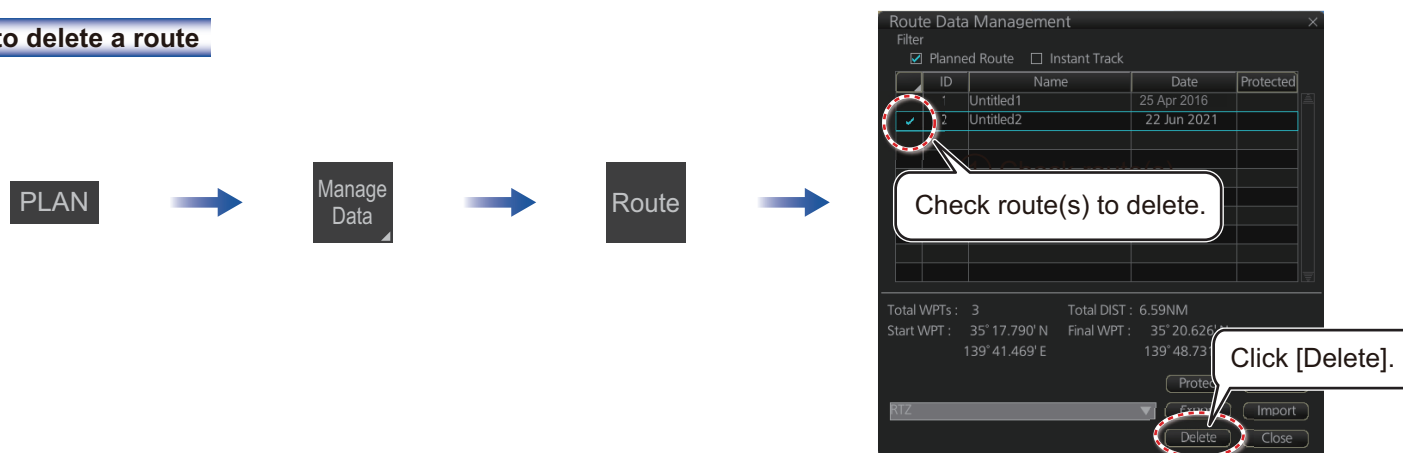 to delete a route
PLAN
Manage
Data
Route
Route Data Management
Filter
Planned Route Instant Track
ID Name Date Protected
1 Untitled1 25 Apr 2016
2 Untitled2 22 Jun 2021
Check route(s) to delete.
Total WPTs : 3 Total DIST : 6.59NM
Start WPT : 35° 17.790' N Final WPT : 35° 20.626'
139° 41.469' E 139° 48.731
Click [Delete].
RTZ Import
Delete Close